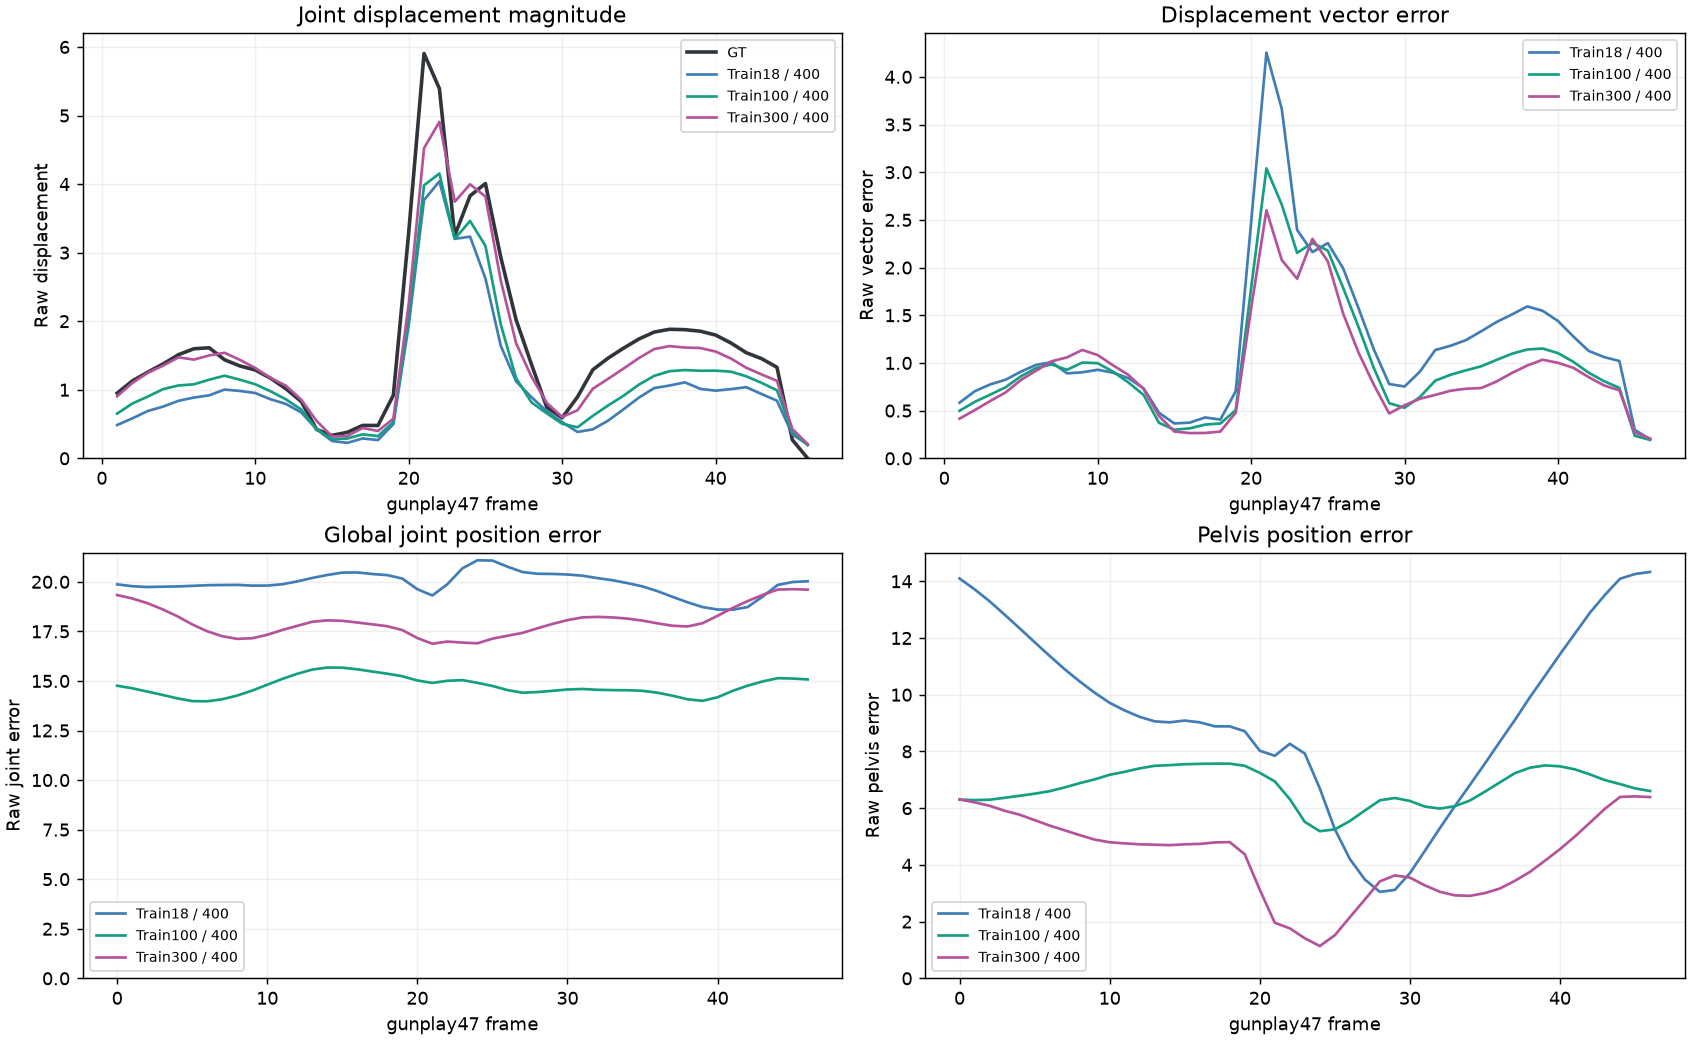 Joint displacement magnitude
Raw displacement
6
5
4
3
2
1
0
0 10 20 30 40
gunplay47 frame
GT
Train18 / 400
Train100 / 400
Train300 / 400
Displacement vector error
Raw vector error
4.0
3.5
3.0
2.5
2.0
1.5
1.0
0.5
0.0
0 10 20 30 40
gunplay47 frame
Train18 / 400
Train100 / 400
Train300 / 400
Global joint position error
Raw joint error
20.0
17.5
15.0
12.5
10.0
7.5
5.0
2.5
0.0
0 10 20 30 40
gunplay47 frame
Train18 / 400
Train100 / 400
Train300 / 400
Pelvis position error
Raw pelvis error
14
12
10
8
6
4
2
0
0 10 20 30 40
gunplay47 frame
Train18 / 400
Train100 / 400
Train300 / 400